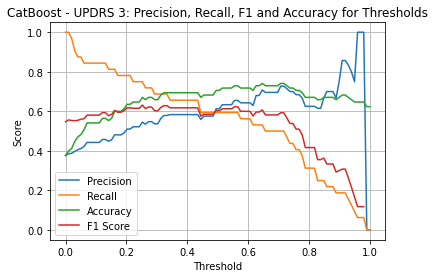 CatBoost - UPDRS 3: Precision, Recall, F1 and Accuracy for Thresholds
1.0
0.8
0.6
0.4
0.2
0.0
Score
Precision
Recall
Accuracy
F1 Score
0.0 0.2 0.4 0.6 0.8 1.0
Threshold